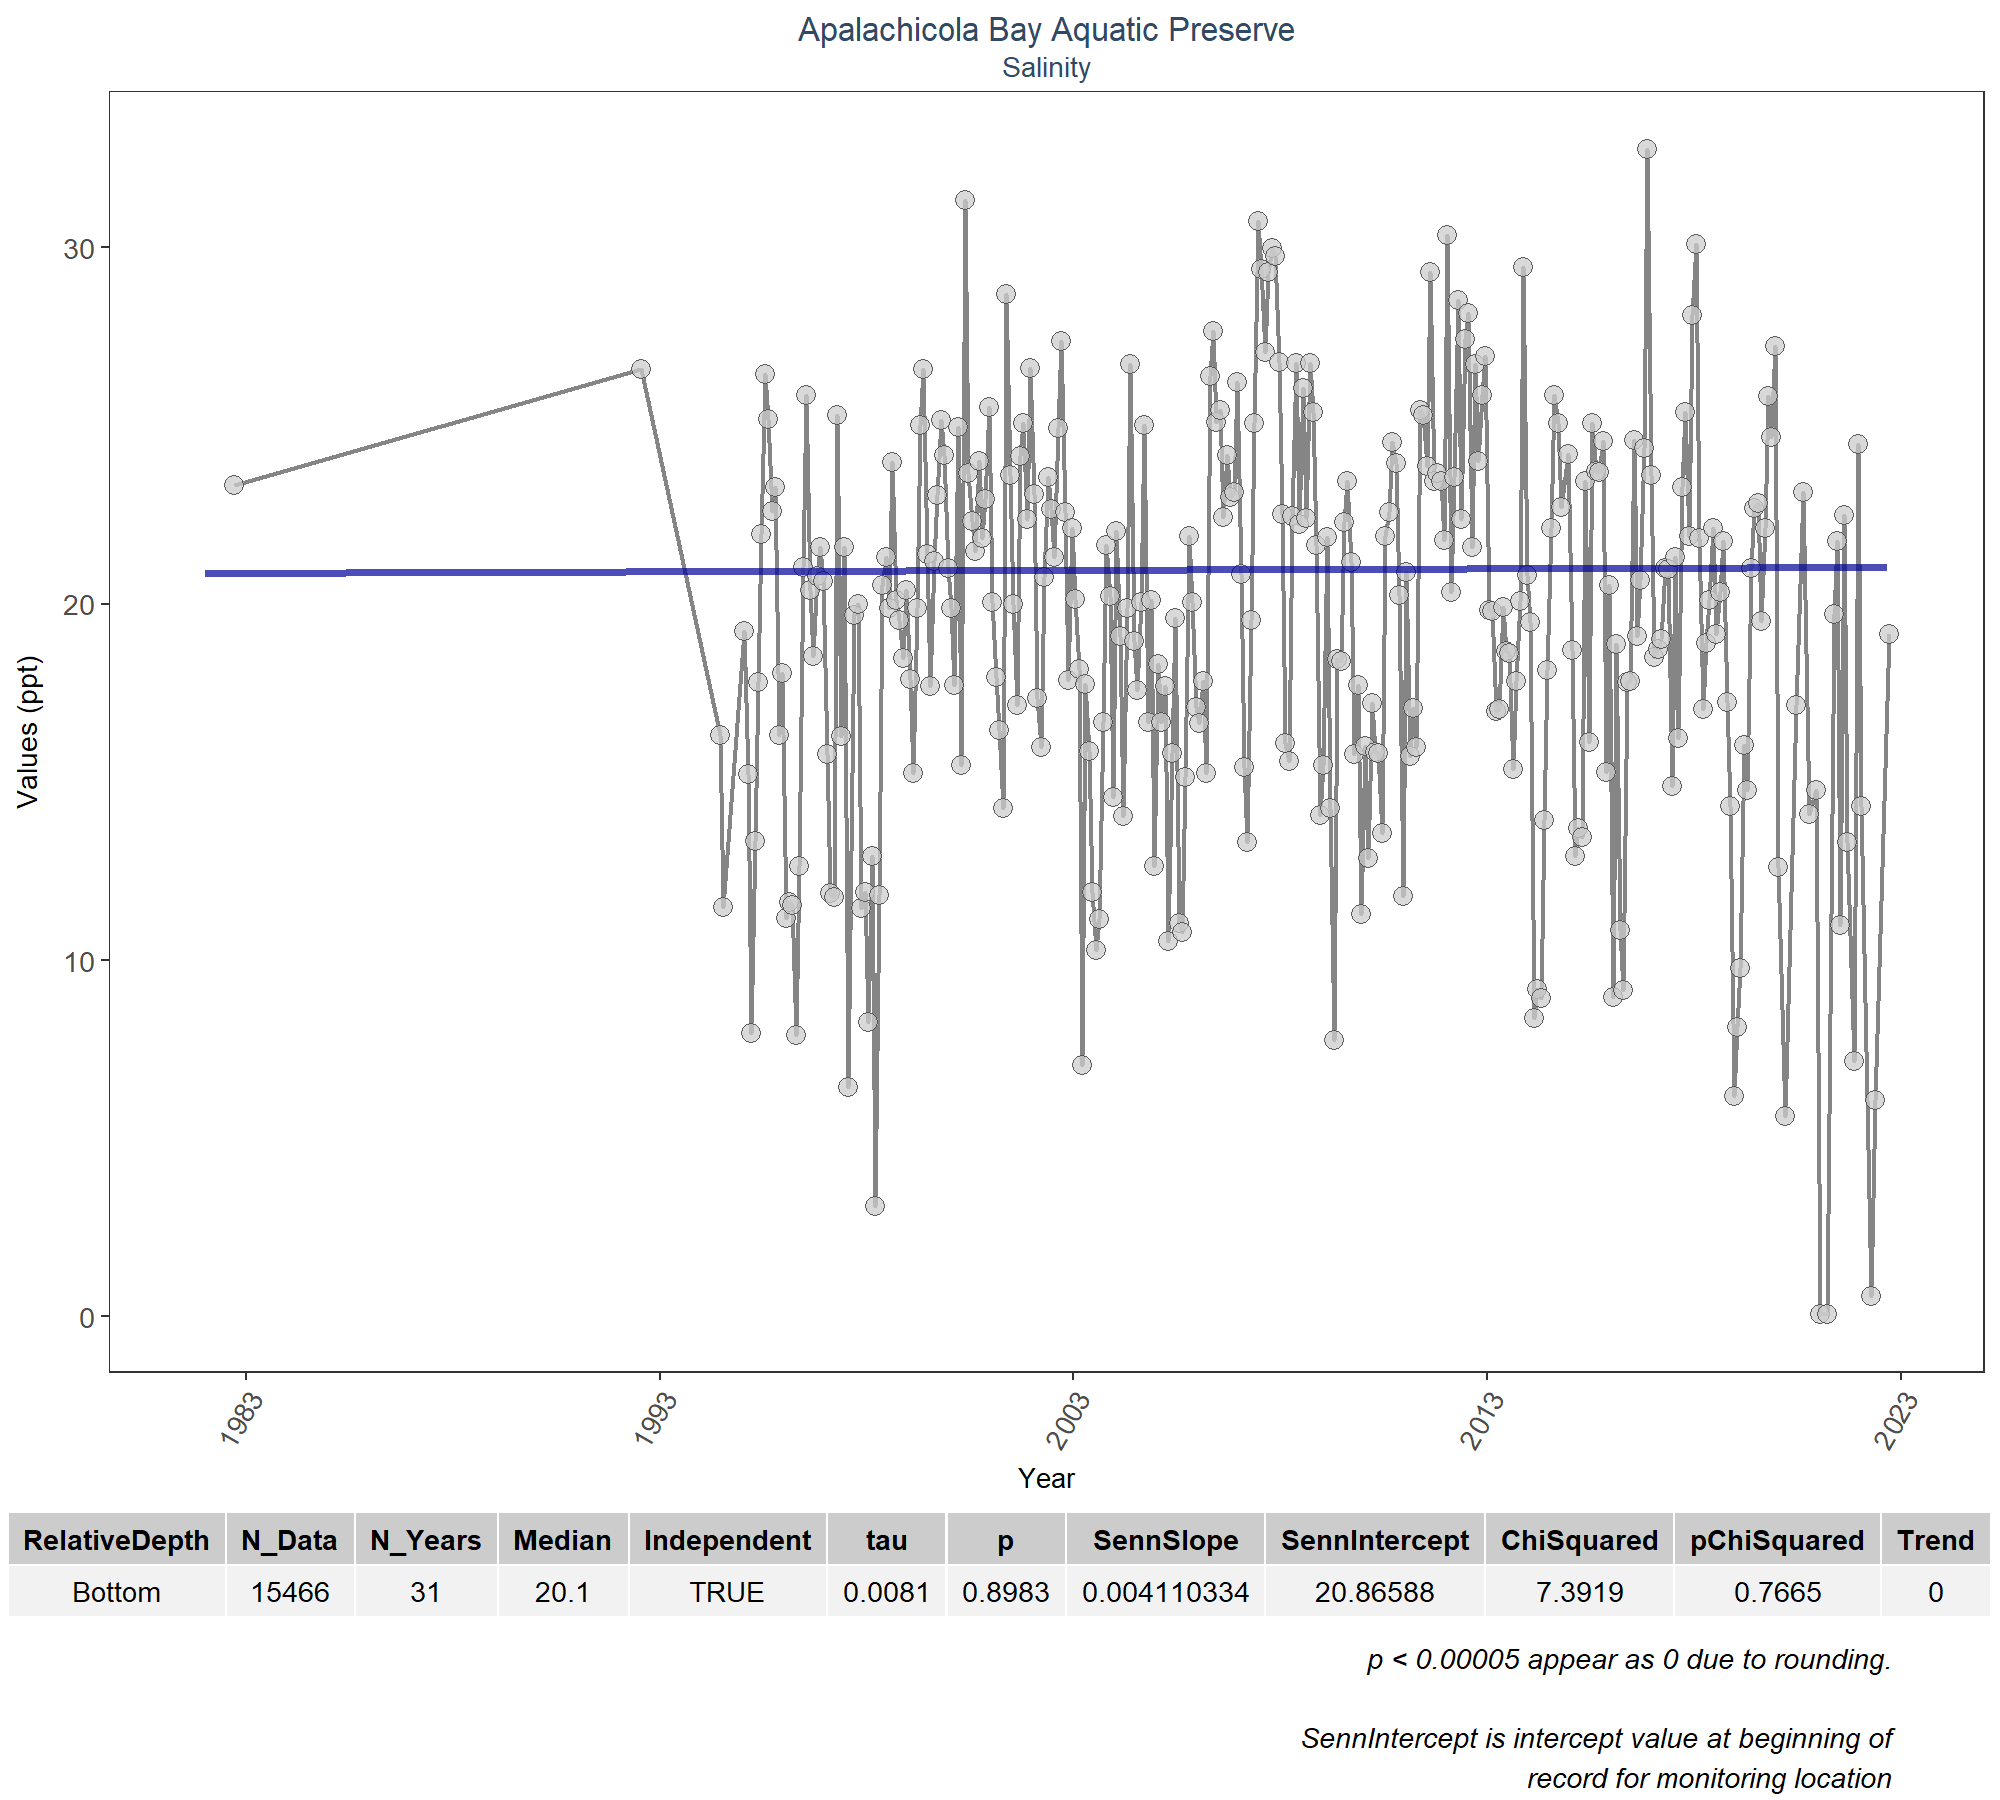 Apalachicola Bay Aquatic Preserve
Salinity
Values (ppt)
30
20
10
0
1983
1993
2003
2013
2023
Year
RelativeDepth N_Data N_Years Median Independent tau p SennSlope SennIntercept ChiSquared pChiSquared Trend
Bottom 15466 31 20.1 TRUE 0.0081 0.8983 0.004110334 20.86588 7.3919 0.7665 0
p < 0.00005 appear as 0 due to rounding.
SennIntercept is intercept value at beginning of
record for monitoring location